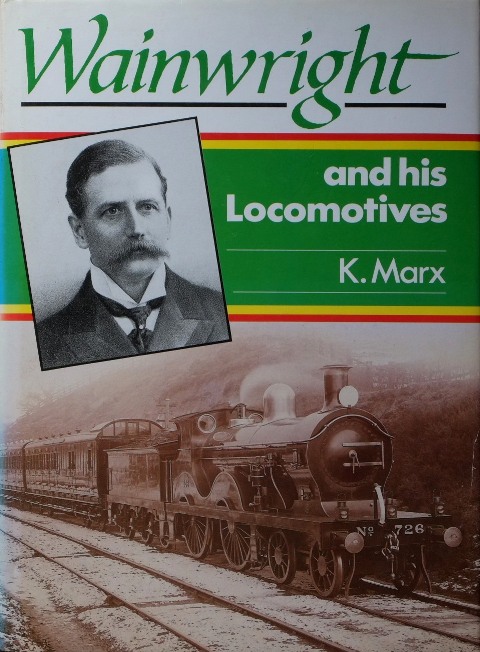 Wainwright
and his
Locomotives
K. Marx
Nº 726